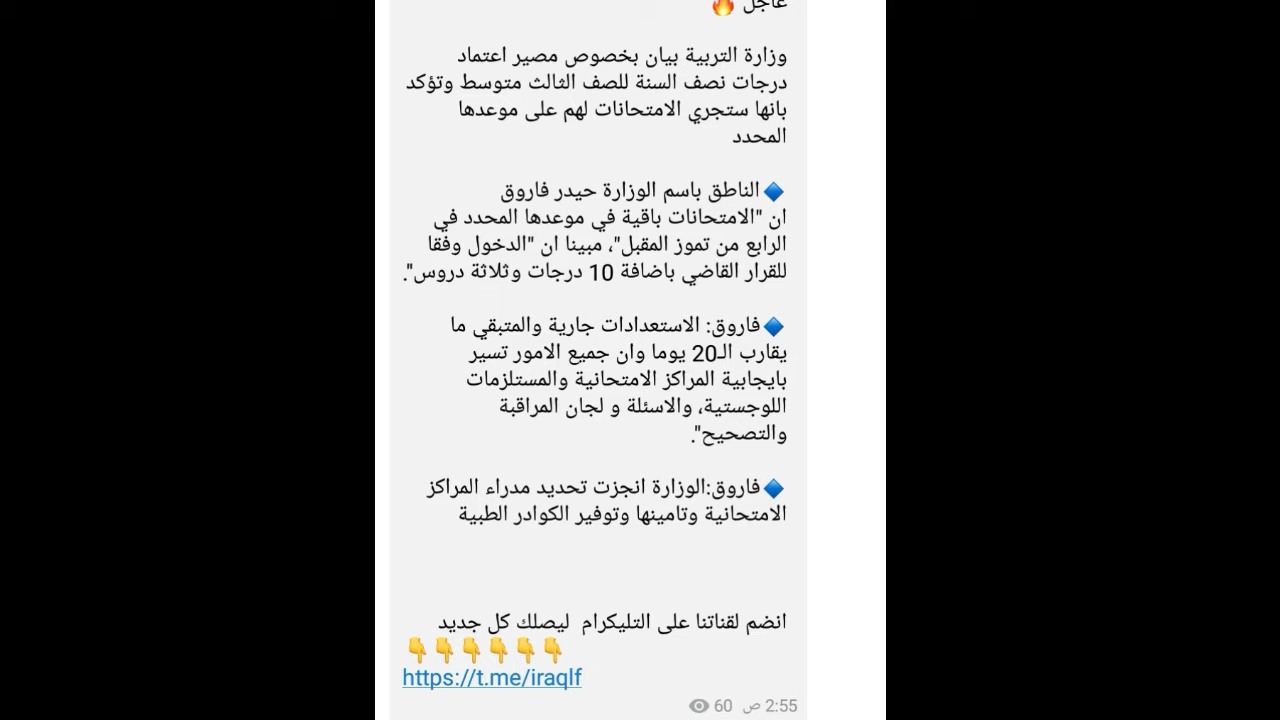 عاجل 🔥
وزارة التربية بيان بخصوص مصير اعتماد
درجات نصف السنة للصف الثالث متوسط وتؤكد
بانها ستجري الامتحانات لهم على موعدها
المحدد
🔷الناطق باسم الوزارة حيدر فاروق
ان "الامتحانات باقية في موعدها المحدد في
الرابع من تموز المقبل"، مبينا ان "الدخول وفقا
للقرار القاضي باضافة 10 درجات وثلاثة دروس".
🔷فاروق: الاستعدادات جارية والمتبقي ما
يقارب الـ20 يوما وان جميع الامور تسير
بايجابية المراكز الامتحانية والمستلزمات
اللوجستية، والاسئلة و لجان المراقبة
والتصحيح".
🔷فاروق:الوزارة انجزت تحديد مدراء المراكز
الامتحانية وتامينها وتوفير الكوادر الطبية
انضم لقناتنا على التليكرام ليصلك كل جديد
👇👇👇👇👇👇
https://t.me/iraqlf
60 2:55 ص